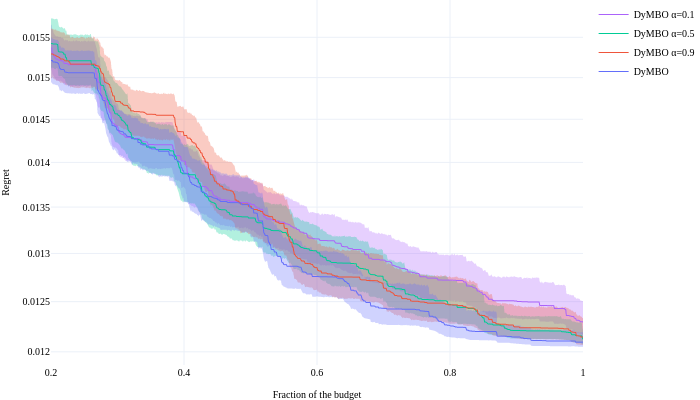 DyMBO α=0.1
DyMBO α=0.5
DyMBO α=0.9
DyMBO
Regret
0.0155
0.015
0.0145
0.014
0.0135
0.013
0.0125
0.012
0.2
0.4
0.6
0.8
1
Fraction of the budget